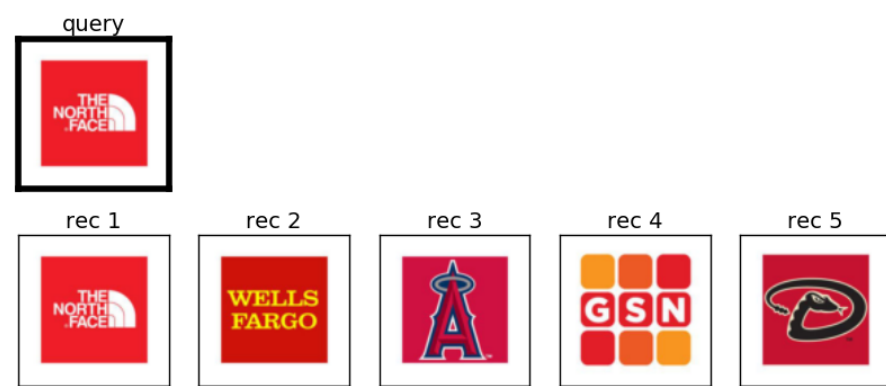 query
THE
NORTH
FACE
rec 1
rec 2
rec 3
rec 4
rec 5
THE
NORTH
FACE
WELLS
FARGO
A
GSN
D